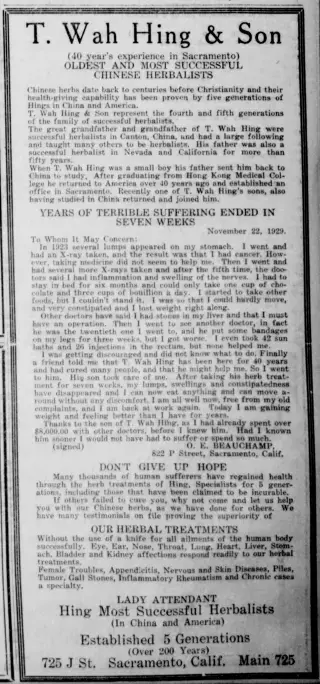 T. Wah Hing & Son
(40 year's experience in Sacramento)
OLDEST AND MOST SUCCESSFUL
CHINESE HERBALISTS
Chinese herbs date back to centuries before Christianity and their
health-giving capability has been proven by five generations of
Hings in China and America.
T. Wah Hing & Son represent the fourth and fifth generations
of the family of successful herbalists.
The great grandfather and grandfather of T. Wah Hing were
successful herbalists in Canton, China, and had a large following
and taught many others to be herbalists. His father was also a
successful herbalist in Nevada and California for more than
fifty years.
When T. Wah Hing was a small boy his father sent him back to
China to study. After graduating from Hong Kong Medical Col-
lege he returned to America over 40 years ago and established an
office in Sacramento. Recently one of T. Wah Hing's sons, also
having studied in China returned and joined him.
YEARS OF TERRIBLE SUFFERING ENDED IN
SEVEN WEEKS
November 22, 1929.
To Whom It May Concern:
In 1923 several lumps appeared on my stomach. I went and
had an X-ray taken, and the result was that I had cancer. How-
ever, taking medicine did not seem to help me. Then I went and
had several more X-rays taken and after the fifth time, the doc-
tors said I had inflammation and swelling of the nerves. I had to
stay in bed for six months and could only take one cup of cho-
colate and three cups of bouillion a day. I started to take other
foods, but I couldn't stand it. I was so that I could hardly move,
and very constipated and I lost weight right along.
Other doctors have said I had stones in my liver and that I must
have an operation. Then I went to see another doctor, in fact
he was the twentieth one I went to, and he put some bandages
on my legs for three weeks, but I got worse. I even took 42 sun
baths and 26 injections in the rectum, but none helped me.
I was getting discouraged and did not know what to do. Finally
a friend told me that T. Wah Hing has been here for 40 years
and had cured many people, and that he might help me. So I went
to him. His son took care of me. After taking his herb treat-
ment for seven weeks, my lumps, swellings and constipatedness
have disappeared and I can now eat anything and can move a-
round without any discomfort. I am all well now, free from my old
complaints, and I am back at work again. Today I am gaining
weight and feeling better than I have for years.
Thanks to the son of T. Wah Hing, as I had already spent over
$8,600.00 with other doctors, before I knew him. Had I known
him sooner I would not have had to suffer or spend so much.
(signed) O. E. BEAUCHAMP,
822 P Street, Sacramento, Calif.
DON'T GIVE UP HOPE
Many thousands of human sufferers have regained health
through the herb treatments of Hing, Specialists for 5 gener-
ations, including those that have been claimed to be incurable.
If others failed to cure you, why not come and let us help
you with our Chinese herbs, as we have done for others. We
have many testimonials on file proving the superiority of
OUR HERBAL TREATMENTS
Without the use of a knife for all ailments of the human body
successfully. Eye, Ear, Nose, Throat, Lung, Heart, Liver, Stom-
ach, Bladder and Kidney affections respond readily to our herbal
treatments.
Female Troubles, Appendicitis, Nervous and Skin Diseases, Piles,
Tumor, Gall Stones, Inflammatory Rheumatism and Chronic cases
a specialty.
LADY ATTENDANT
Hing Most Successful Herbalists
(In China and America)
Established 5 Generations
(Over 200 Years)
725 J St. Sacramento, Calif. Main 725